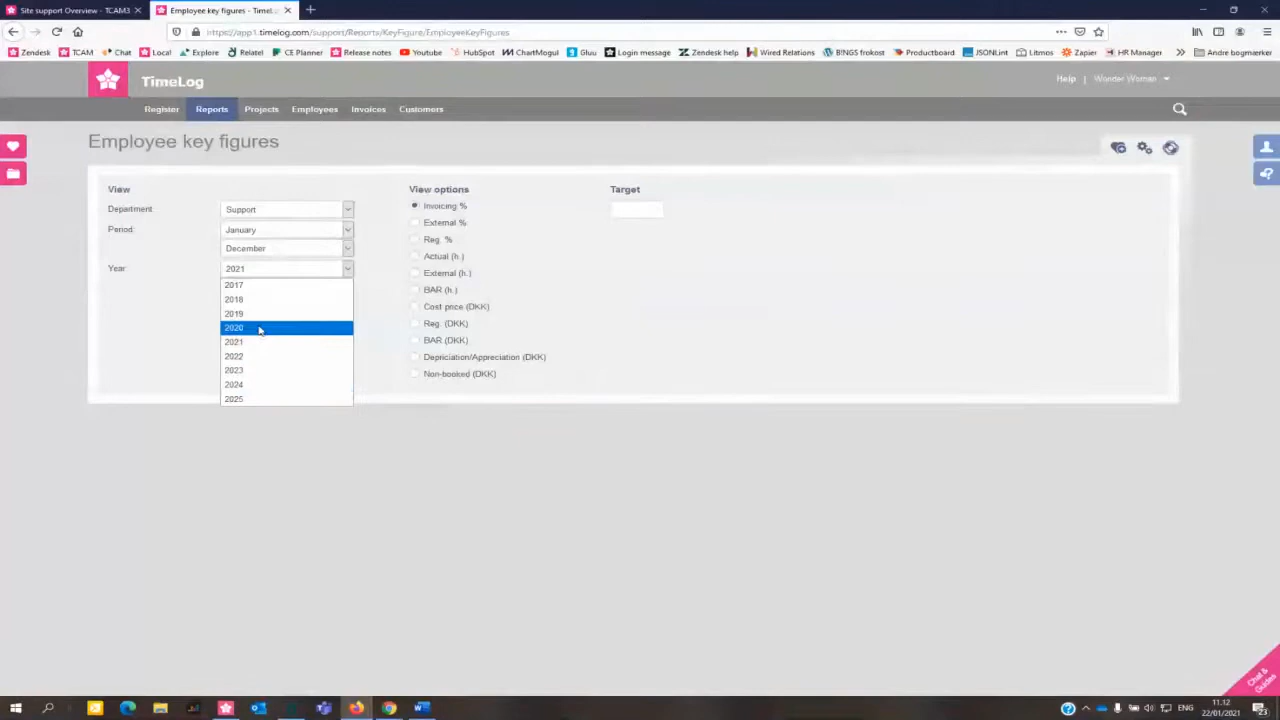 Site support Overview - TCAM3
Employee key figures - TimeL
https://app1.timelog.com/support/Reports/KeyFigure/EmployeeKeyFigures
Zendesk TCAM Chat Local Explore Relatel CE Planner Gluu Release notes Youtube HubSpot ChartMogul Login message Zendesk help Wired Relations BINGS frokost Productboard JSONLint Litmos Zapier HR Manager Andre bogmærker
TimeLog
Help | Wonder Woman
Register Reports Projects Employees Invoices Customers
Employee key figures
View View options Target
Department: Support
Period: January
December
Year: 2021
2017
2018
2019
2020
2021
2022
2023
2024
2025
Invoicing %
External %
Reg. %
Actual (h.)
External (h.)
BAR (h.)
Cost price (DKK)
Reg. (DKK)
BAR (DKK)
Depriciation/Appreciation (DKK)
Non-booked (DKK)
Chat &
Guides
ENG
11.12
22/01/2021
23